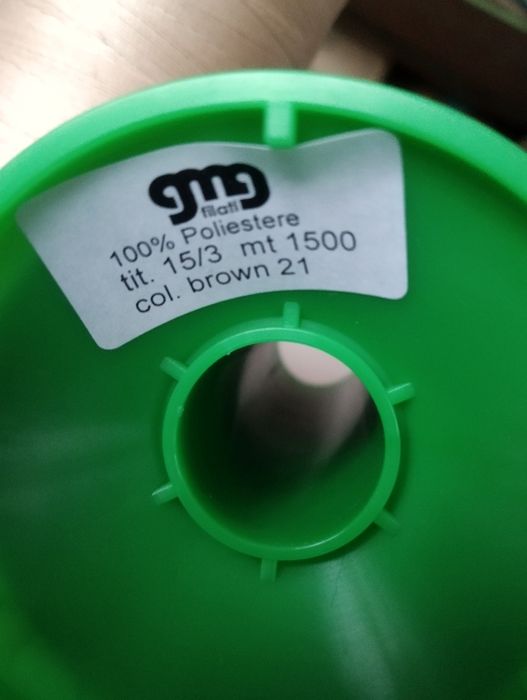 gmg
filati
100% Poliestere
tit. 15/3 mt 1500
col. brown 21